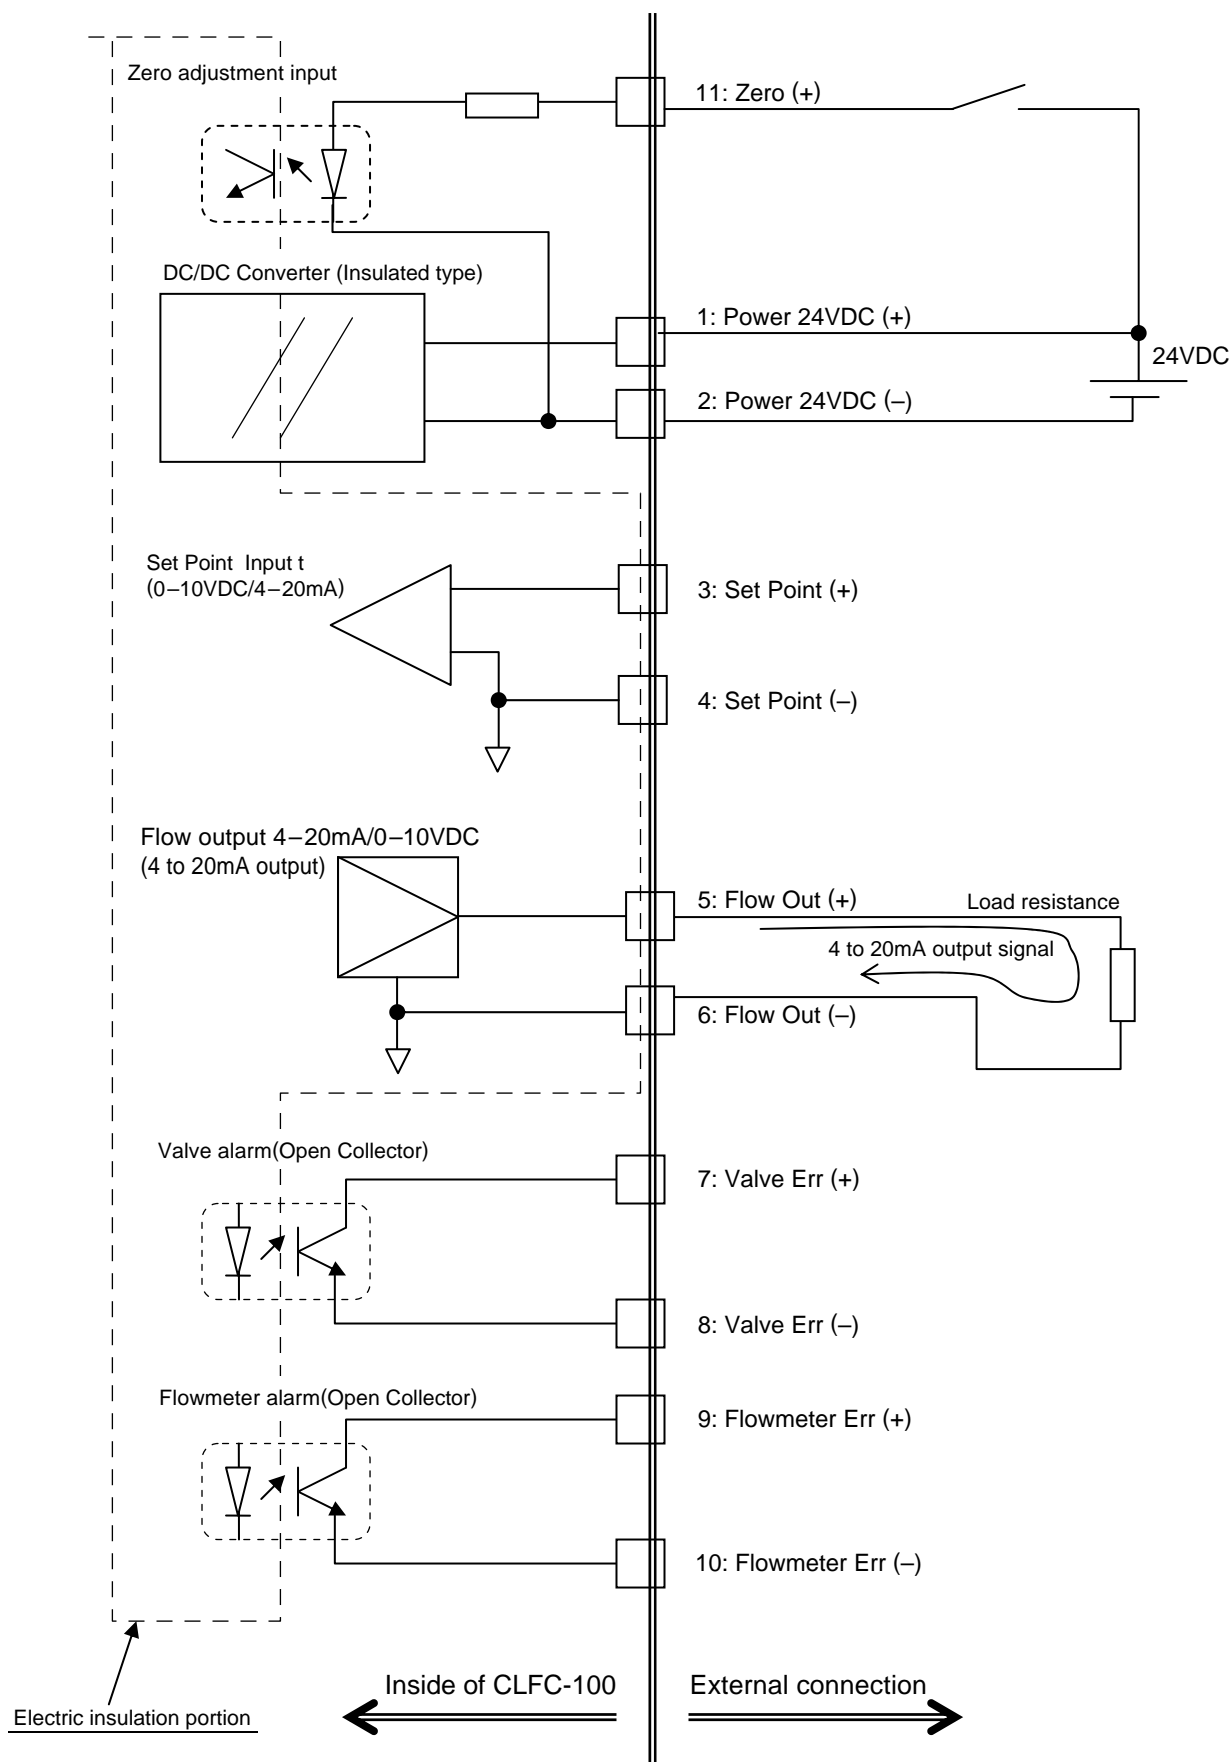 Zero adjustment input
11: Zero (+)
DC/DC Converter (Insulated type)
1: Power 24VDC (+)
24VDC
2: Power 24VDC (–)
Set Point  Input t
(0–10VDC/4–20mA)
3: Set Point (+)
4: Set Point (–)
Flow output 4–20mA/0–10VDC
(4 to 20mA output)
5: Flow Out (+)
Load resistance
4 to 20mA output signal
6: Flow Out (–)
Valve alarm(Open Collector)
7: Valve Err (+)
8: Valve Err (–)
Flowmeter alarm(Open Collector)
9: Flowmeter Err (+)
10: Flowmeter Err (–)
Inside of CLFC-100
External connection
Electric insulation portion